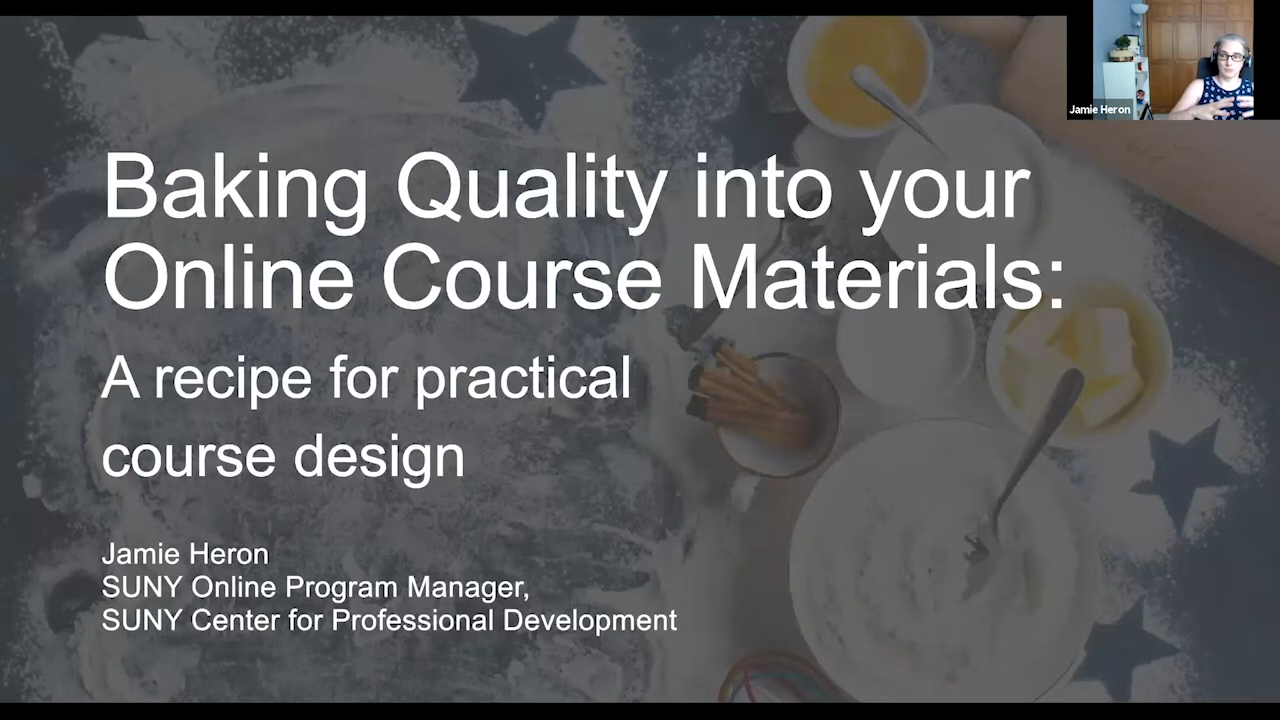 Jamie Heron
Baking Quality into your
Online Course Materials:
A recipe for practical
course design
Jamie Heron
SUNY Online Program Manager,
SUNY Center for Professional Development